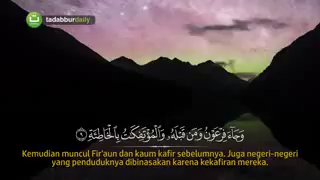 tadabburdaily
وَجَآءَ فِرْعَوْنُ وَمَن قَبْلَهُۥ وَٱلْمُؤْتَفِكَٰتُ بِٱلْخَاطِئَةِ ٩
Kemudian muncul Fir'aun dan kaum kafir sebelumnya. Juga negeri-negeri
yang penduduknya dibinasakan karena kekafiran mereka.